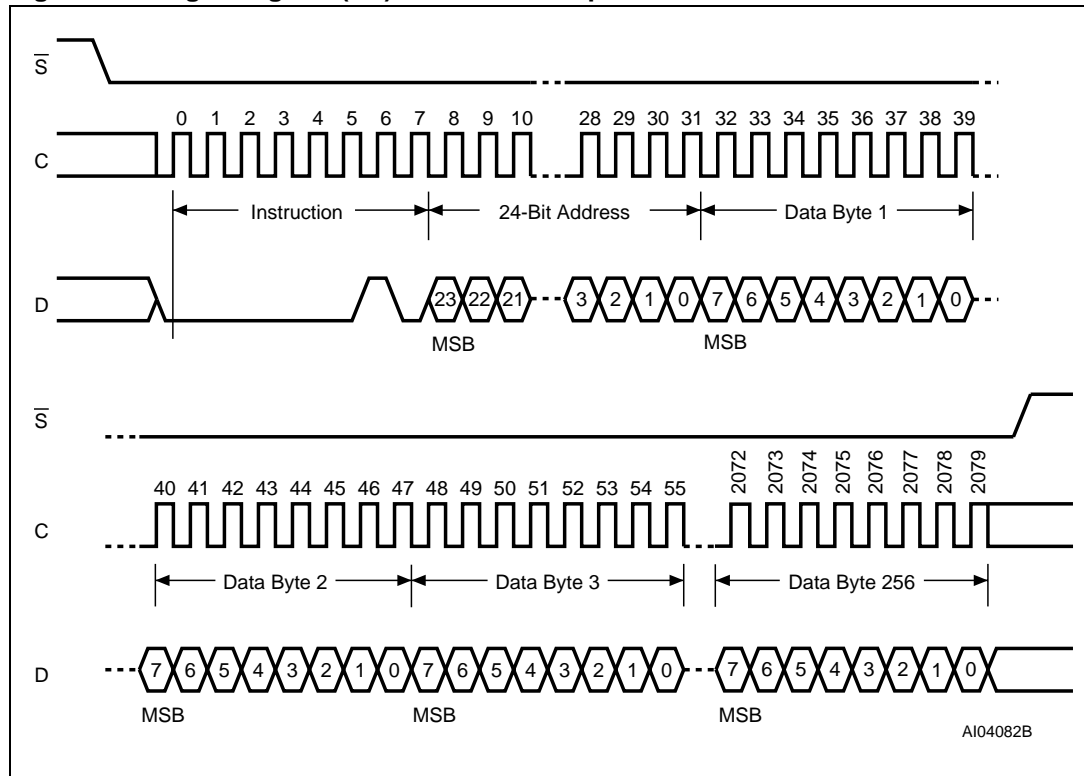 S
0 1 2 3 4 5 6 7 8 9 10 28 29 30 31 32 33 34 35 36 37 38 39
C
Instruction 24-Bit Address Data Byte 1
D 23 22 21 3 2 1 0 7 6 5 4 3 2 1 0
MSB MSB
S
40 41 42 43 44 45 46 47 48 49 50 51 52 53 54 55 2072 2073 2074 2075 2076 2077 2078 2079
C
Data Byte 2 Data Byte 3 Data Byte 256
D 7 6 5 4 3 2 1 0 7 6 5 4 3 2 1 0 7 6 5 4 3 2 1 0
MSB MSB MSB
AI04082B